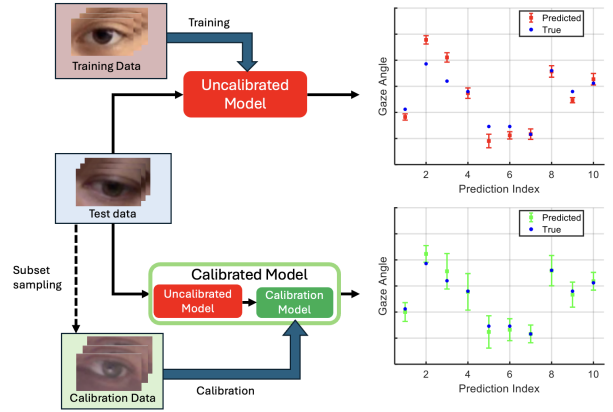 Training
Training Data
Uncalibrated
Model
Gaze Angle
Predicted
True
2
4
6
8
10
Prediction Index
Test data
Subset
sampling
Calibrated Model
Uncalibrated
Model
Calibration
Model
Calibration Data
Calibration
Gaze Angle
Predicted
True
2
4
6
8
10
Prediction Index